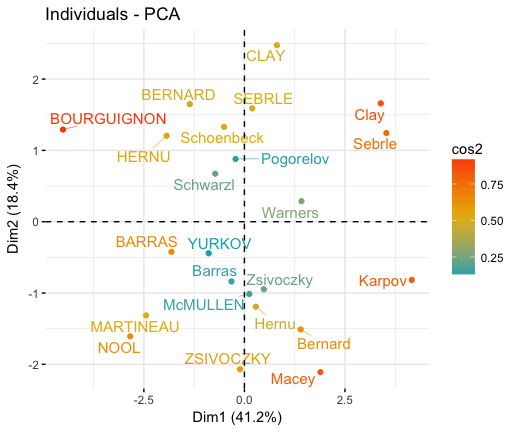 Individuals - PCA
CLAY
BERNARD
SEBRLE
BOURGUIGNON
Clay
Schoenbeck
Sebrle
HERNU
Pogorelov
Schwarzl
Warners
BARRAS
YURKOV
Barras
Zsivoczky
Karpov
McMULLEN
Hernu
MARTINEAU
Bernard
NOOL
ZSIVOCZKY
Macey
2
1
0
-1
-2
-2.5
0.0
2.5
Dim1 (41.2%)
Dim2 (18.4%)
cos2
0.75
0.50
0.25